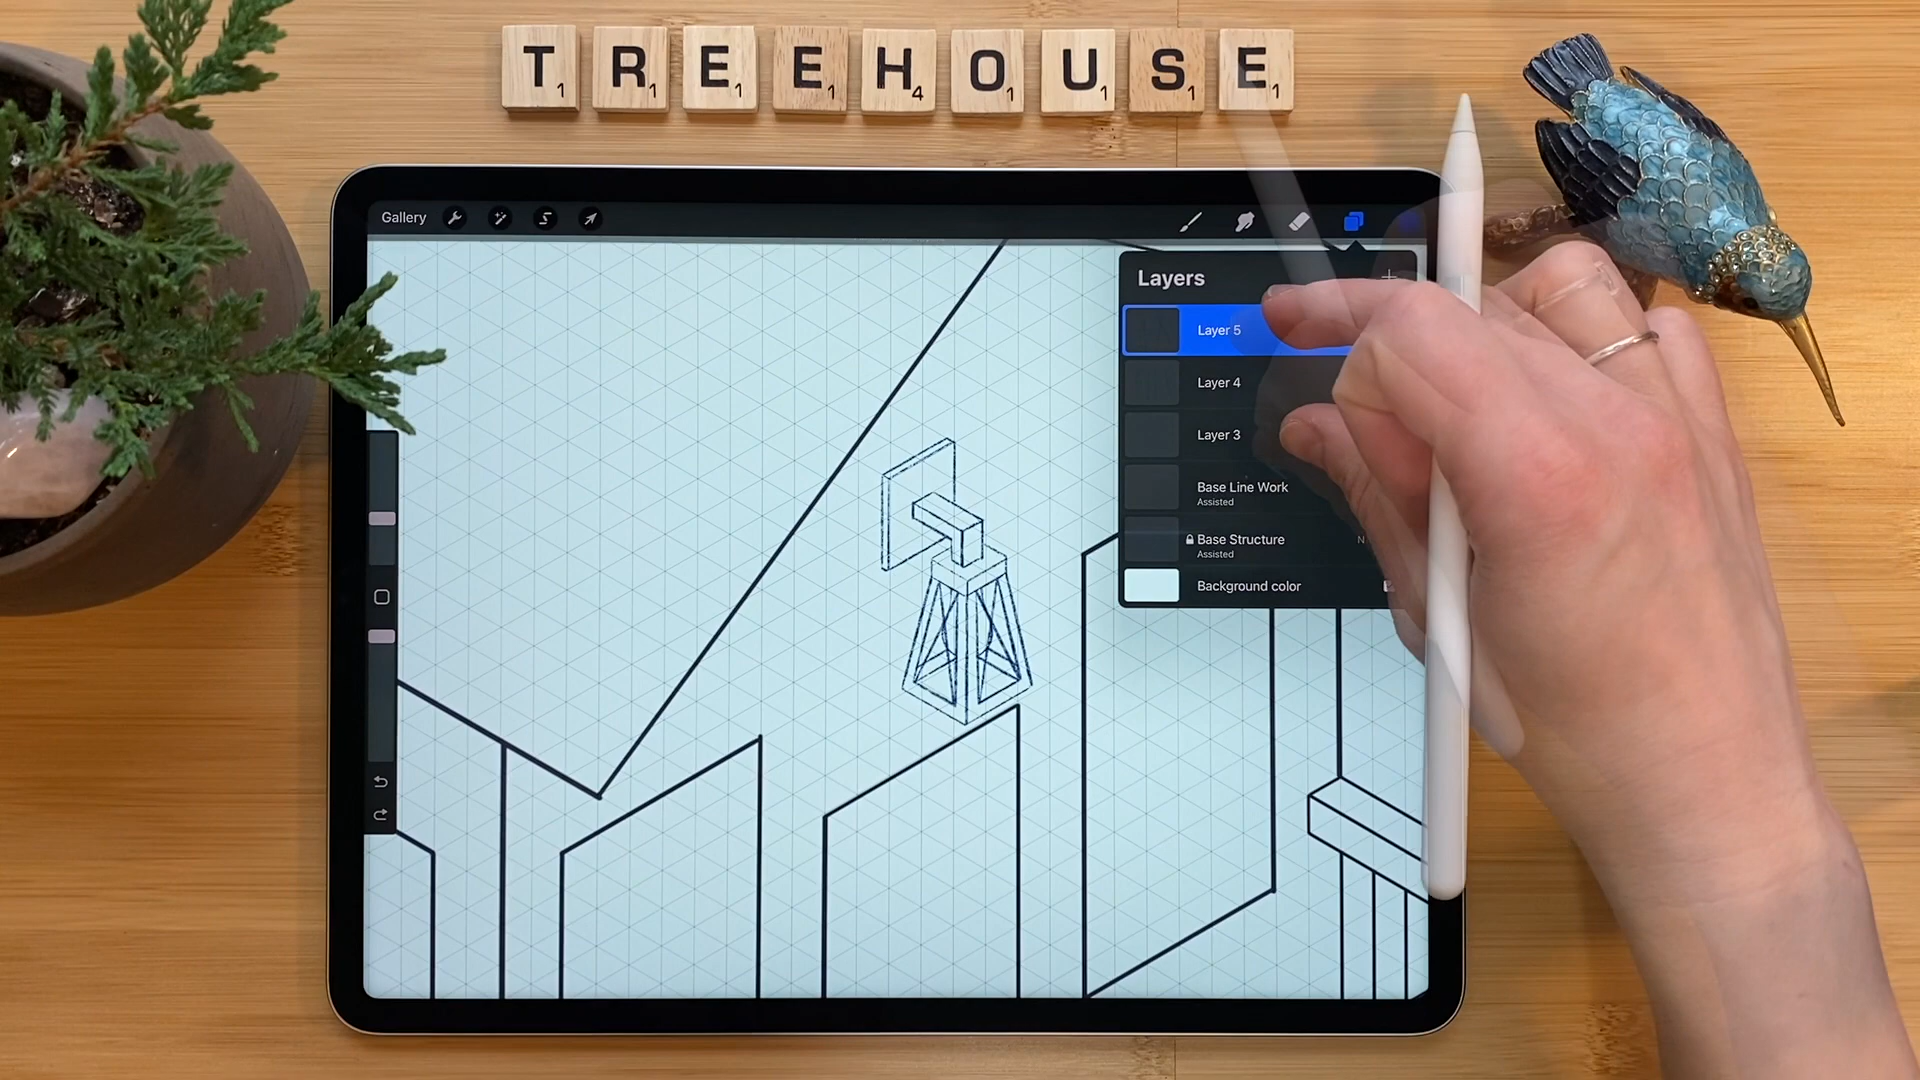 T1 R1 E1 E1 H4 O1 U1 S1 E1
Gallery
Layers
Layer 5
Layer 4
Layer 3
Base Line Work
Assisted
Base Structure
N
Assisted
Background color